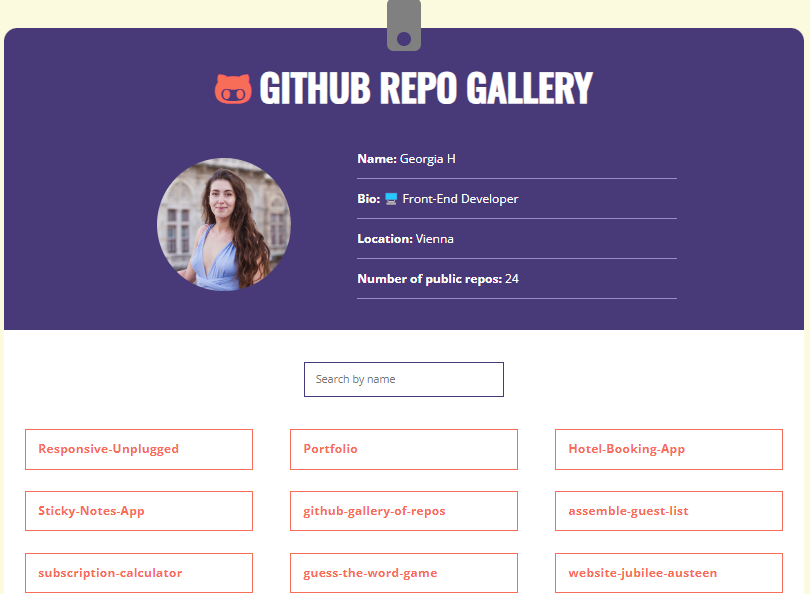 GITHUB REPO GALLERY
Name: Georgia H
Bio: 💻 Front-End Developer
Location: Vienna
Number of public repos: 24
Search by name
Responsive-Unplugged
Portfolio
Hotel-Booking-App
Sticky-Notes-App
github-gallery-of-repos
assemble-guest-list
subscription-calculator
guess-the-word-game
website-jubilee-austeen